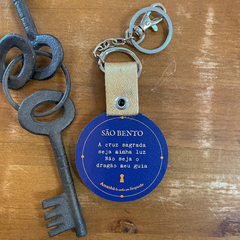 SÃO BENTO
A cruz sagrada
seja minha luz
Não seja o
dragão meu guia